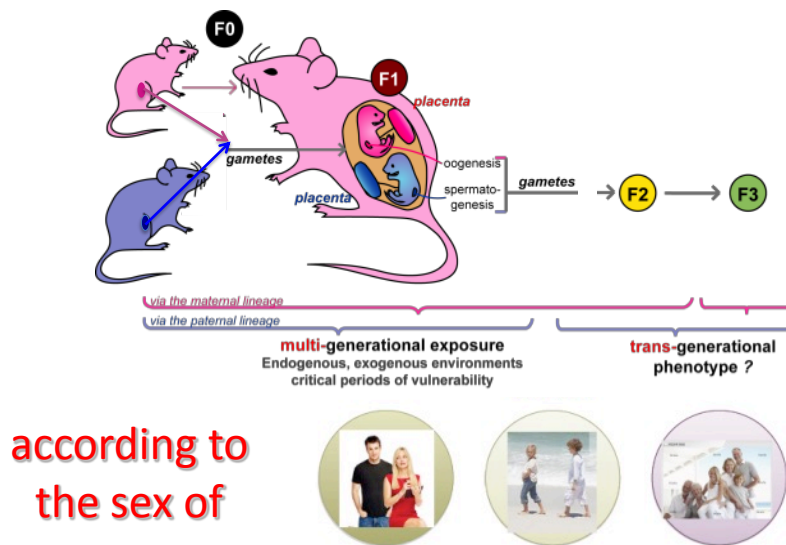 F0
F1
placenta
gametes
oogenesis
spermato-
genesis
placenta
gametes
F2
F3
via the maternal lineage
via the paternal lineage
multi-generational exposure
Endogenous, exogenous environments
critical periods of vulnerability
trans-generational
phenotype ?
according to
the sex of